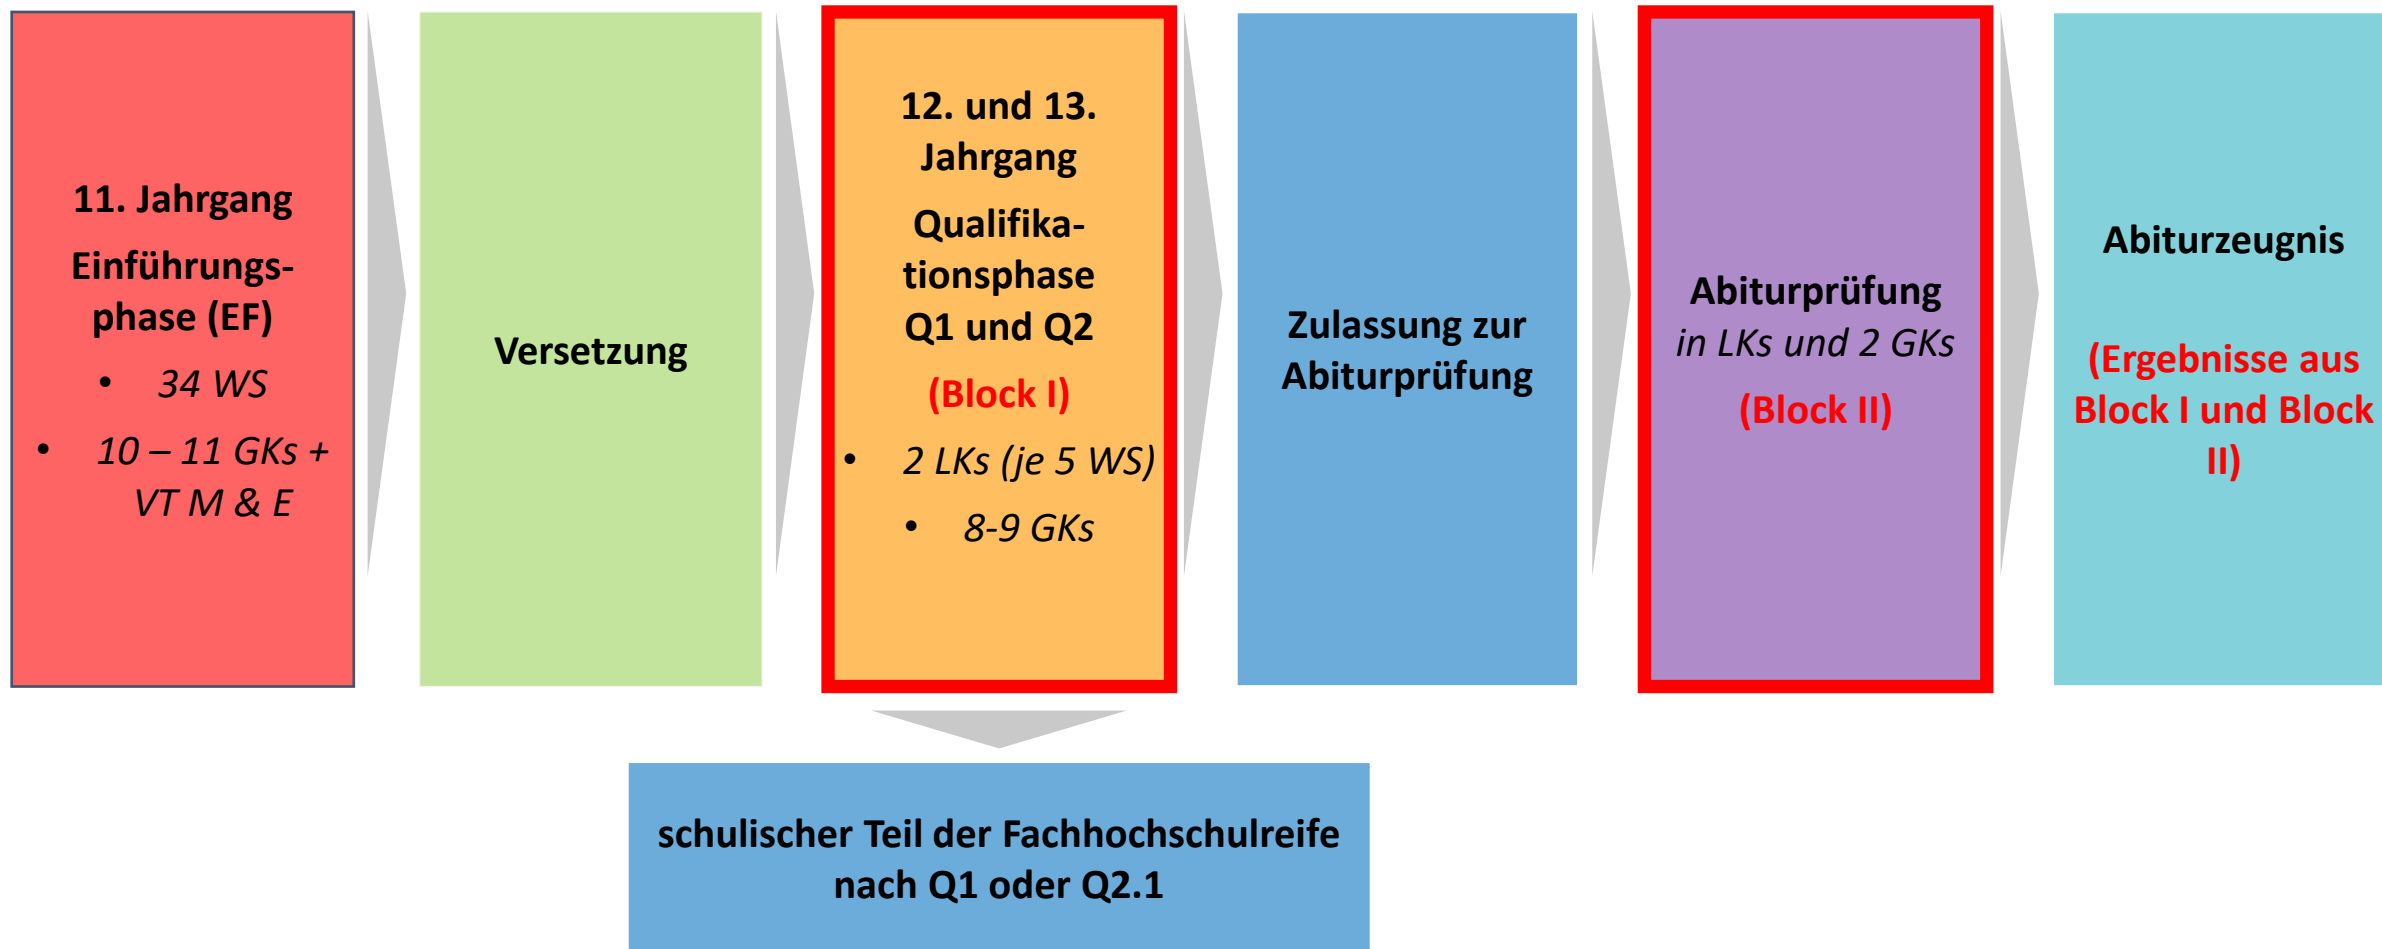 11. Jahrgang
Einführungs-
phase (EF)
• 34 WS
• 10 – 11 GKs +
VT M & E
Versetzung
12. und 13.
Jahrgang
Qualifika-
tionsphase
Q1 und Q2
(Block I)
• 2 LKs (je 5 WS)
• 8-9 GKs
Zulassung zur
Abiturprüfung
Abiturprüfung
in LKs und 2 GKs
(Block II)
Abiturzeugnis
(Ergebnisse aus
Block I und Block
II)
schulischer Teil der Fachhochschulreife
nach Q1 oder Q2.1